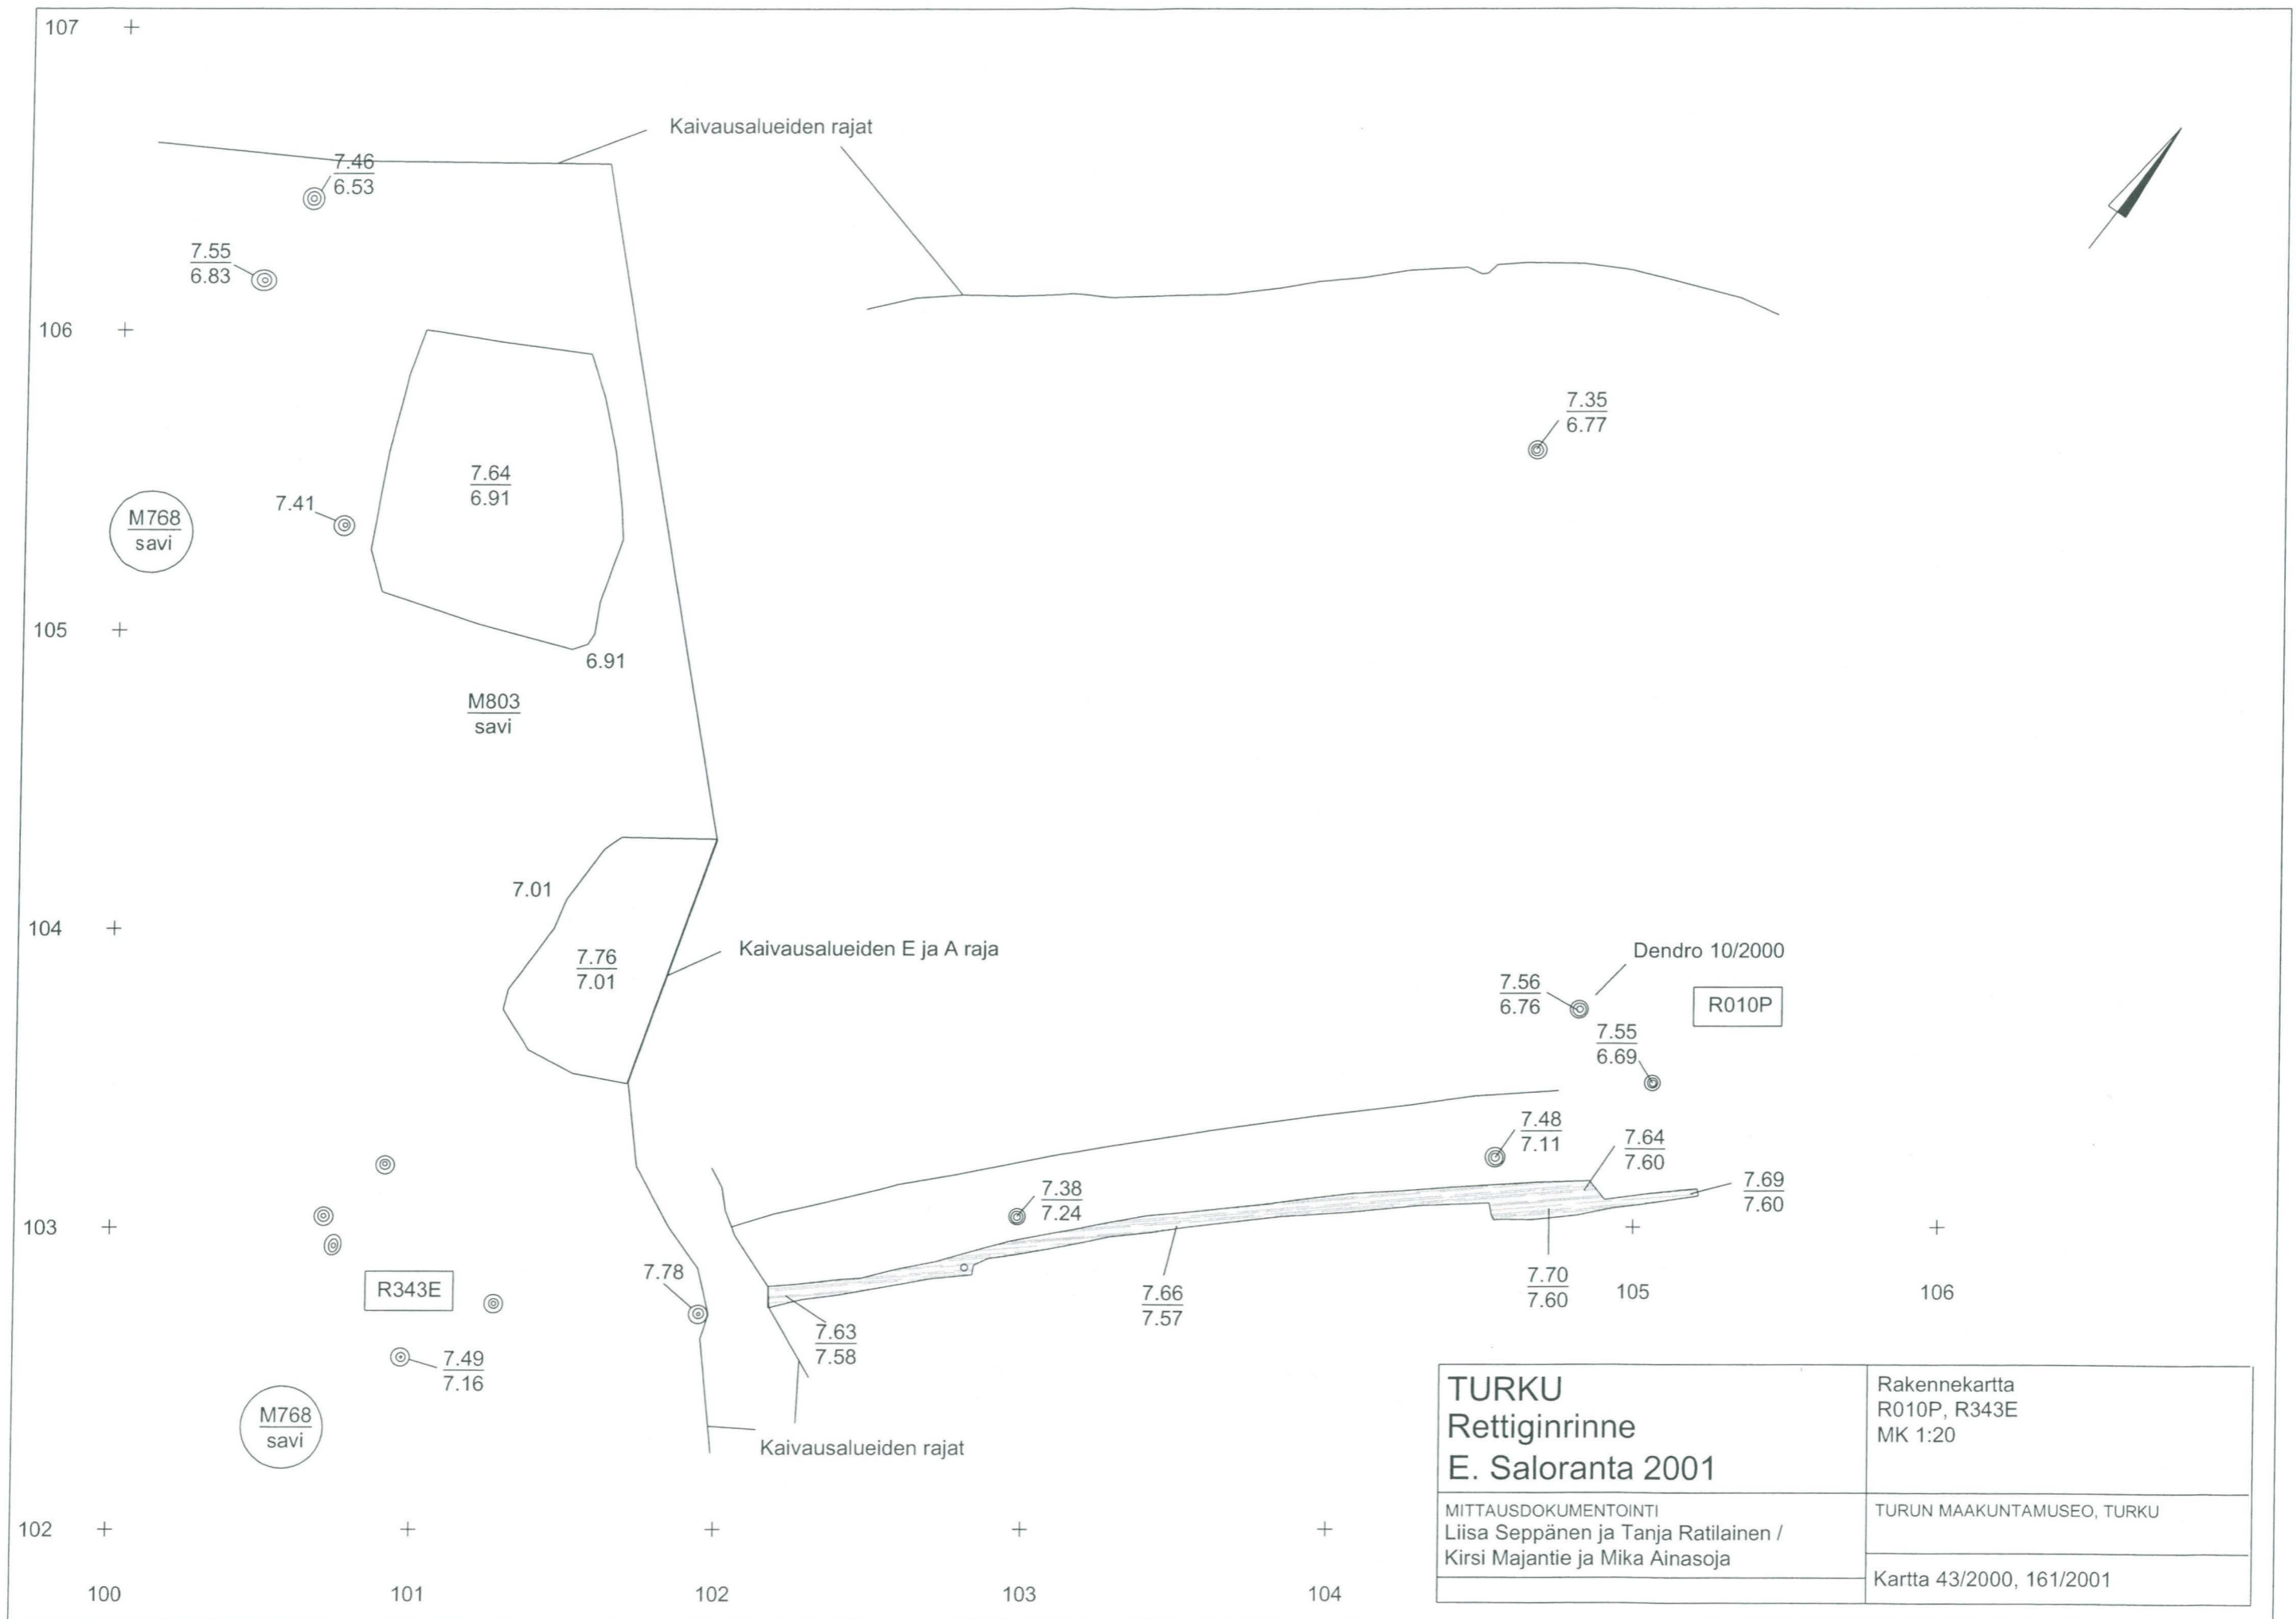 107
Kaivausalueiden rajat
7.46
6.53
7.55
6.83
106
7.35
6.77
7.64
6.91
7.41
M768
savi
105
6.91
M803
savi
7.01
104
Kaivausalueiden E ja A raja
7.76
7.01
Dendro 10/2000
7.56
6.76
R010P
7.55
6.69
7.48
7.11
7.64
7.60
7.69
7.60
7.38
7.24
103
7.78
R343E
7.66
7.57
7.70
7.60
105
106
7.63
7.58
7.49
7.16
M768
savi
Kaivausalueiden rajat
102
100
101
102
103
104
TURKU
Rettiginrinne
E. Saloranta 2001
Rakennekartta
R010P, R343E
MK 1:20
MITTAUSDOKUMENTOINTI
Liisa Seppänen ja Tanja Ratilainen /
Kirsi Majantie ja Mika Ainasoja
TURUN MAAKUNTAMUSEO, TURKU
Kartta 43/2000, 161/2001